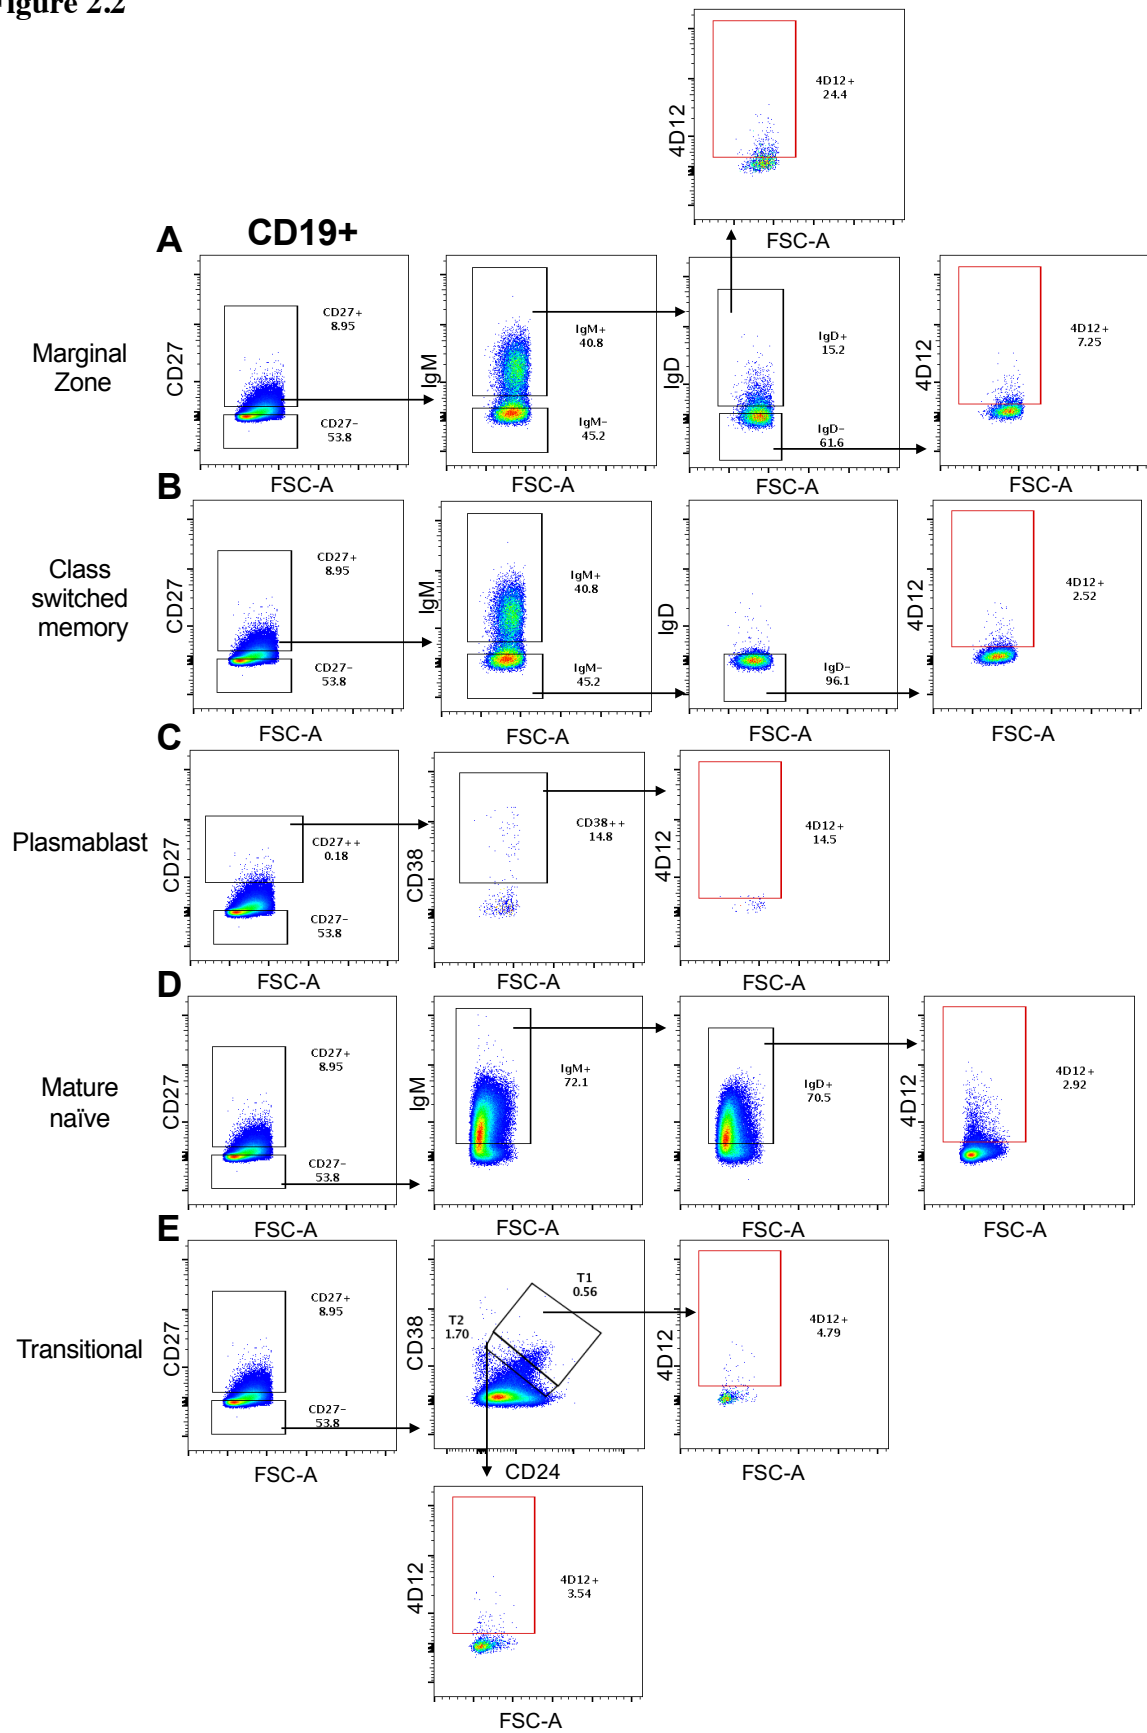 Figure 2.2
4D12
4D12+
24.4
FSC-A
A
CD19+
Marginal
Zone
CD27
CD27+
8.95
CD27-
53.8
FSC-A
IgM
IgM+
40.8
IgM-
45.2
FSC-A
IgD
IgD+
15.2
IgD-
61.6
FSC-A
4D12
4D12+
7.25
FSC-A
B
Class
switched
memory
CD27
CD27+
8.95
CD27-
53.8
FSC-A
IgM
IgM+
40.8
IgM-
45.2
FSC-A
IgD
IgD-
96.1
FSC-A
4D12
4D12+
2.52
FSC-A
C
Plasmablast
CD27
CD27++
0.18
CD27-
53.8
FSC-A
CD38
CD38++
14.8
FSC-A
4D12
4D12+
14.5
FSC-A
D
Mature
naïve
CD27
CD27+
8.95
CD27-
53.8
FSC-A
IgM
IgM+
72.1
FSC-A
IgD+
70.5
FSC-A
4D12
4D12+
2.92
FSC-A
E
Transitional
CD27
CD27+
8.95
CD27-
53.8
FSC-A
CD38
T1
0.56
T2
1.70
CD24
4D12
4D12+
4.79
FSC-A
4D12
4D12+
3.54
FSC-A